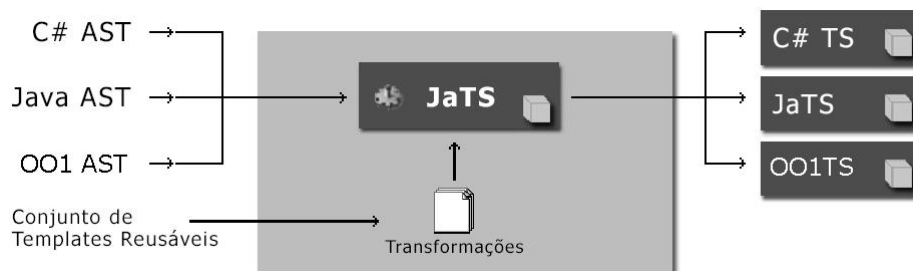 C# AST
Java AST
OO1 AST
Conjunto de
Templates Reusáveis
JaTS
Transformações
C# TS
JaTS
OO1TS